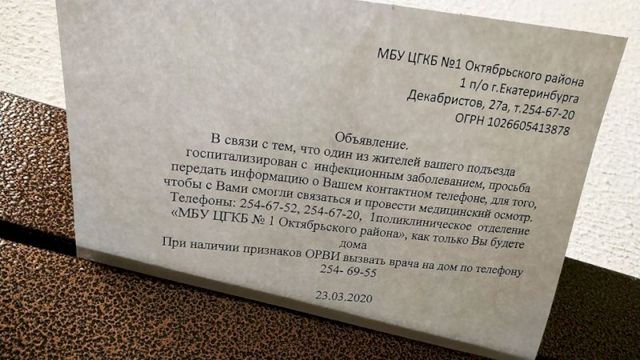 МБУ ЦГКБ №1 Октябрьского района
1 п/о г.Екатеринбурга
Декабристов, 27а, т.254-67-20
ОГРН 1026605413878
Объявление.
В связи с тем, что один из жителей вашего подъезда
госпитализирован с инфекционным заболеванием, просьба
передать информацию о Вашем контактном телефоне, для того,
чтобы с Вами смогли связаться и провести медицинский осмотр.
Телефоны: 254-67-52, 254-67-20, 1поликлиническое отделение
«МБУ ЦГКБ № 1 Октябрьского района», как только Вы будете
дома
При наличии признаков ОРВИ вызвать врача на дом по телефону
254- 69-55
23.03.2020